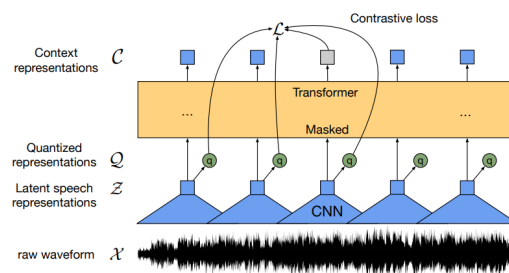 Contrastive loss
ℒ
Context
representations 𝒞
Transformer
... ...
Masked
Quantized
representations 𝒬
q q q q q
Latent speech
representations 𝒵
CNN
raw waveform 𝒳